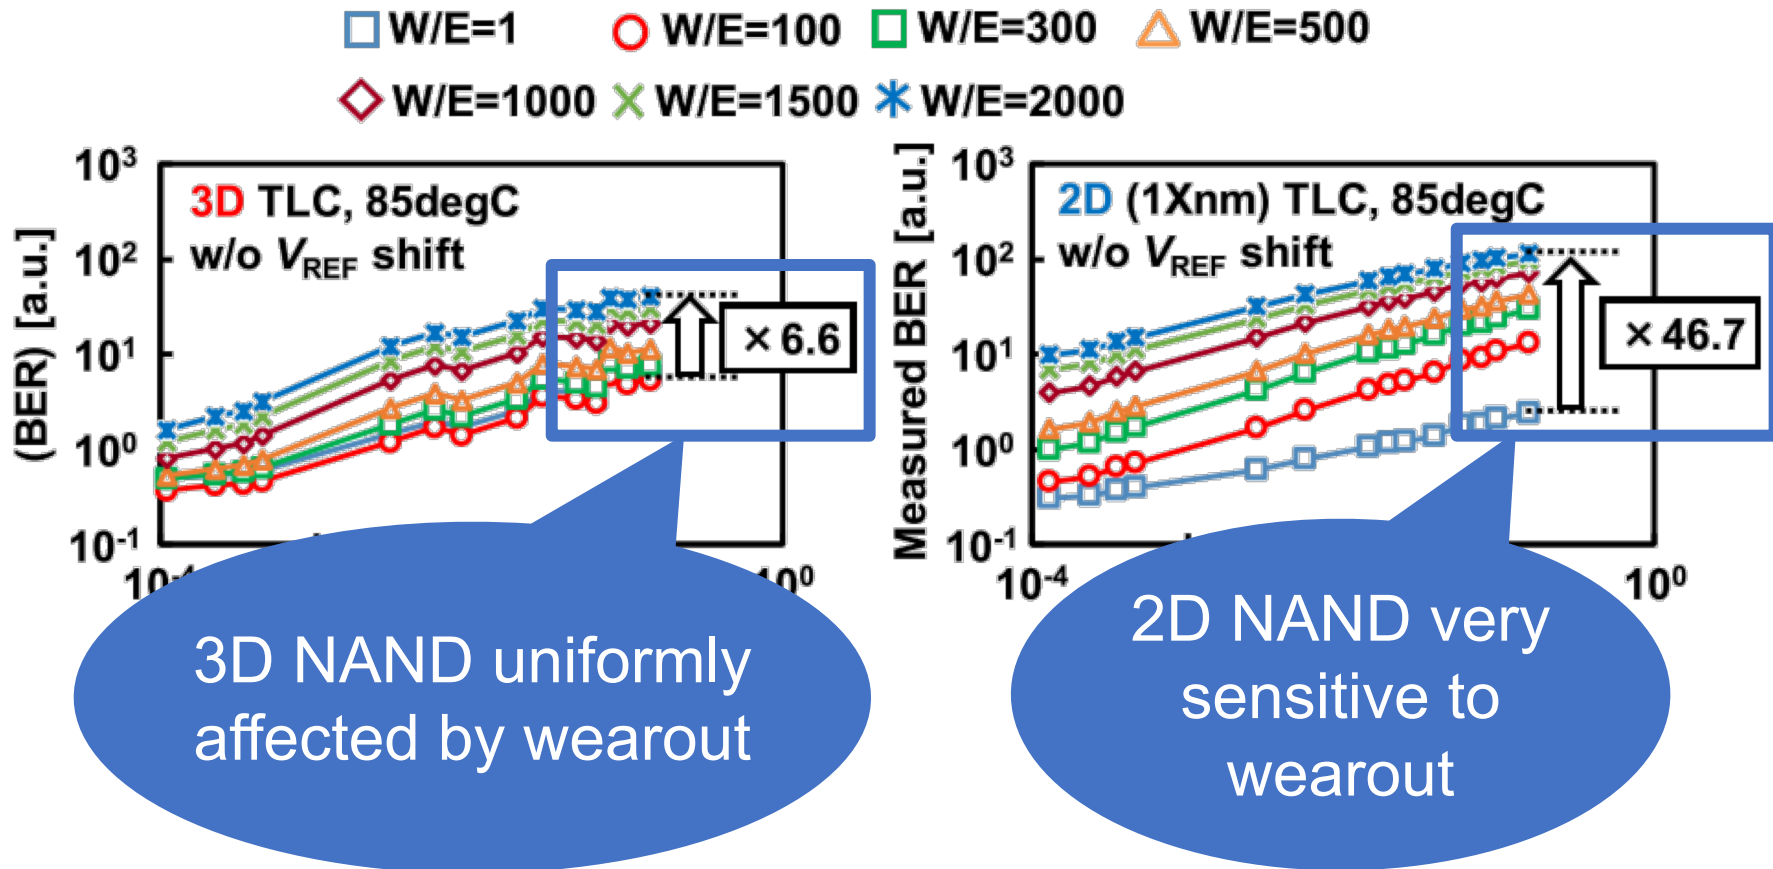 W/E=1 W/E=100 W/E=300 W/E=500
W/E=1000 W/E=1500 W/E=2000
(BER) [a.u.]
10³
10²
10¹
10⁰
10⁻¹
3D TLC, 85degC
w/o V_REF shift
× 6.6
10⁰
3D NAND uniformly
affected by wearout
Measured BER [a.u.]
10³
10²
10¹
10⁰
10⁻¹
2D (1Xnm) TLC, 85degC
w/o V_REF shift
× 46.7
10⁻⁴ 10⁰
2D NAND very
sensitive to
wearout